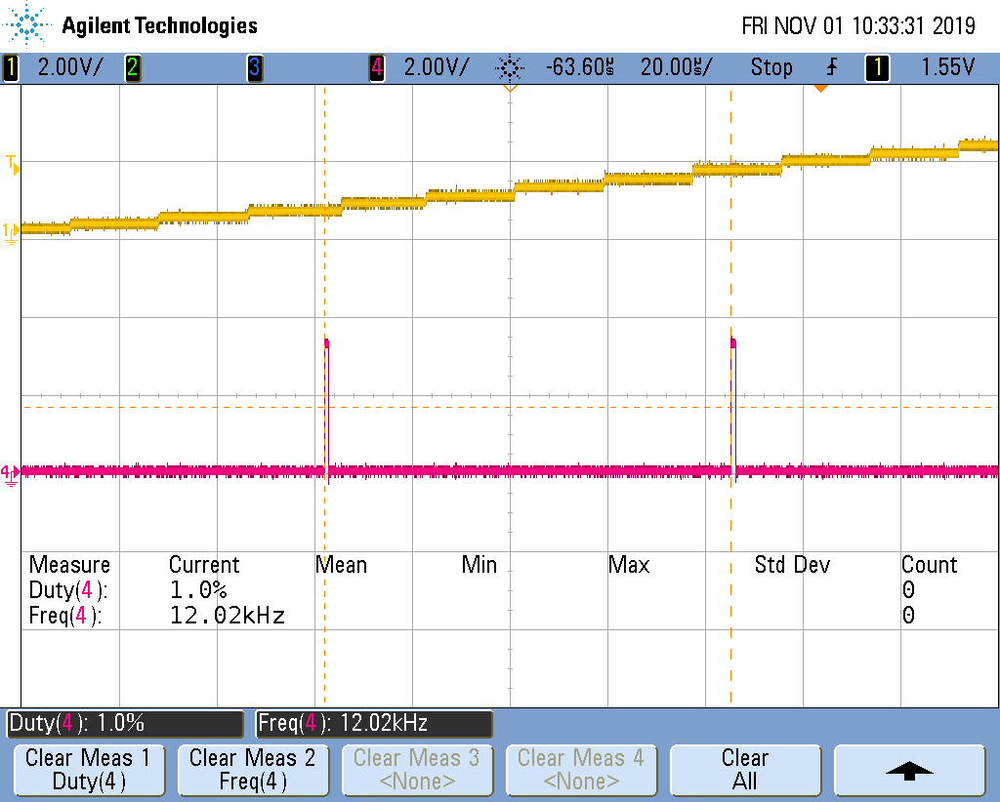 Agilent Technologies FRI NOV 01 10:33:31 2019
1 2.00V/ 2 3 4 2.00V/ -63.60µs 20.00µs/ Stop 1 1.55V
T
1
4
Measure Current Mean Min Max Std Dev Count
Duty(4): 1.0% 0
Freq(4): 12.02kHz 0
Duty(4): 1.0% Freq(4): 12.02kHz
Clear Meas 1 Clear Meas 2 Clear Meas 3 Clear Meas 4 Clear
Duty(4) Freq(4) <None> <None> All